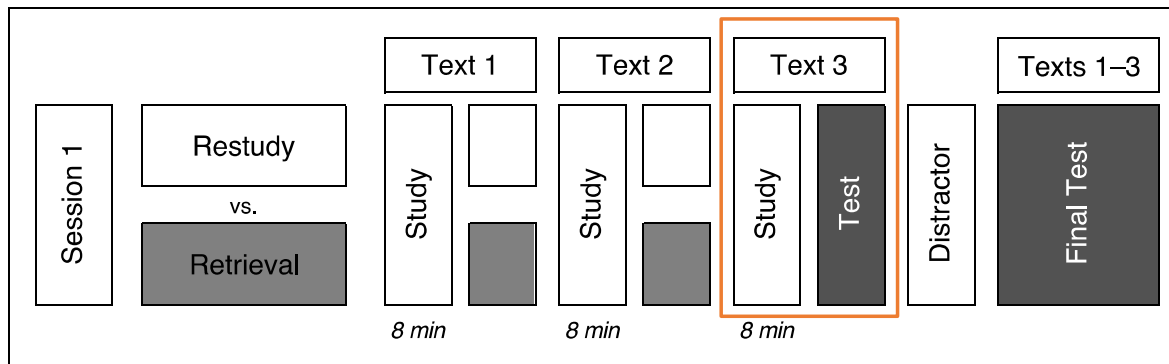 Text 1
Text 2
Text 3
Texts 1–3
Session 1
Restudy
vs.
Retrieval
Study
Study
Study
Test
Distractor
Final Test
8 min
8 min
8 min